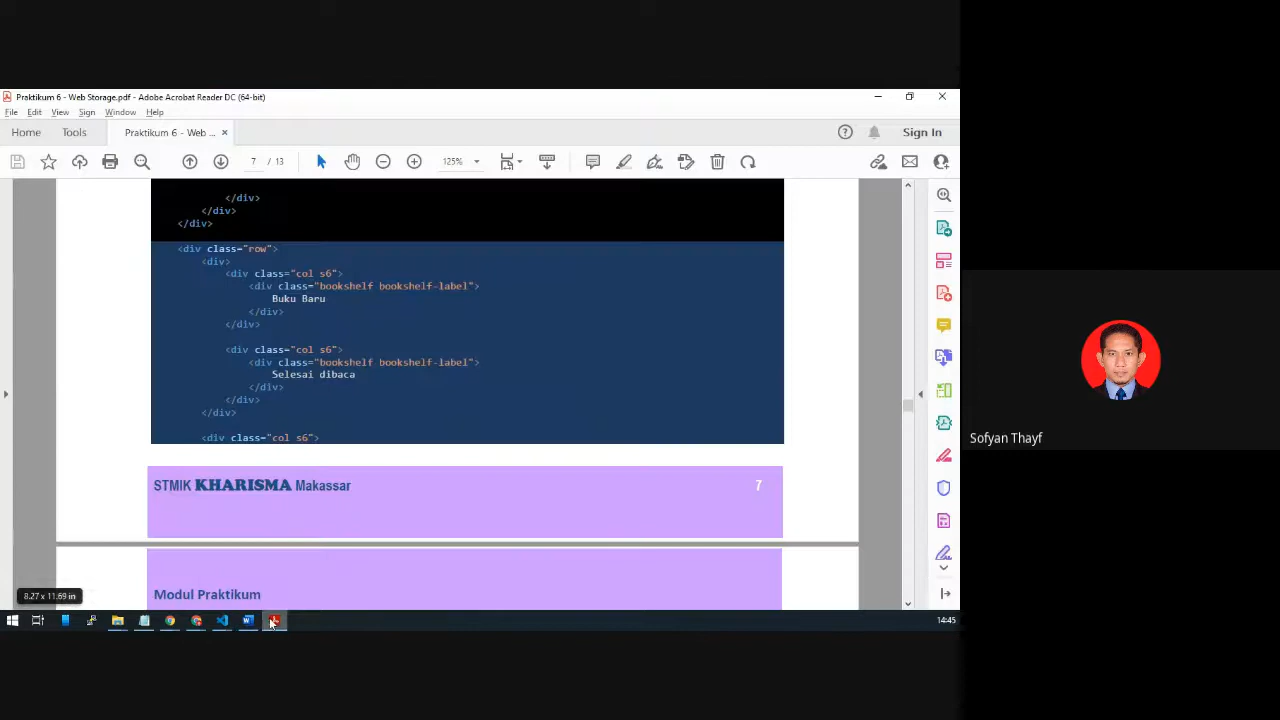 Praktikum 6 - Web Storage.pdf - Adobe Acrobat Reader DC (64-bit)
File Edit View Sign Window Help
Home Tools Praktikum 6 - Web ... × Sign In
7 / 13 125%
</div>
</div>
</div>
<div class="row">
<div>
<div class="col s6">
<div class="bookshelf bookshelf-label">
Buku Baru
</div>
</div>
<div class="col s6">
<div class="bookshelf bookshelf-label">
Selesai dibaca
</div>
</div>
</div>
<div class="col s6">
STMIK KHARISMA Makassar 7
Modul Praktikum
8.27 x 11.69 in
14:45
Sofyan Thayf